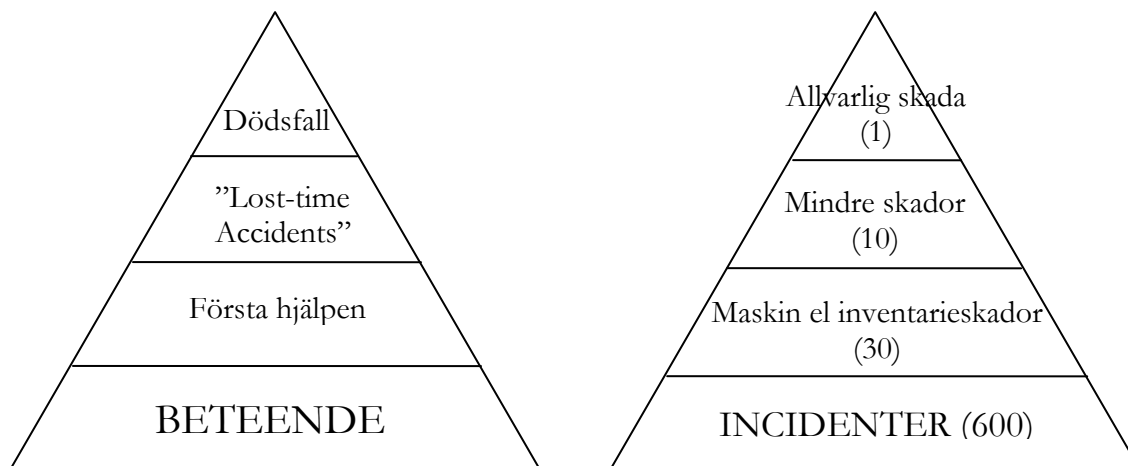 Dödsfall
”Lost-time
Accidents”
Första hjälpen
BETEENDE
Allvarlig skada
(1)
Mindre skador
(10)
Maskin el inventarieskador
(30)
INCIDENTER (600)